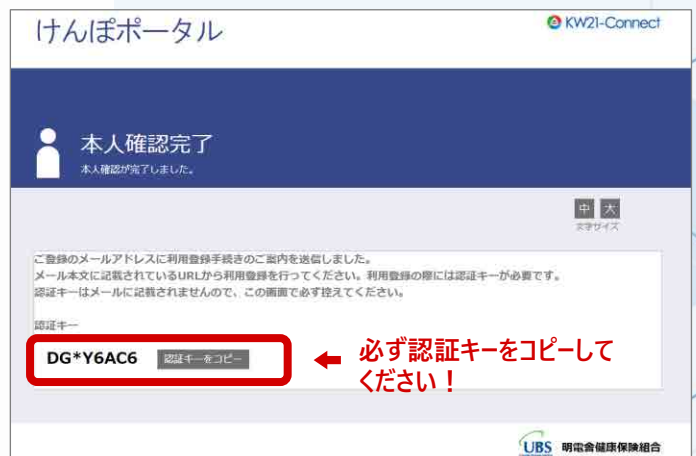 けんぽポータル
KW21-Connect
本人確認完了
本人確認が完了しました。
中 大
文字サイズ
ご登録のメールアドレスに利用登録手続きのご案内を送信しました。
メール本文に記載されているURLから利用登録を行ってください。利用登録の際には認証キーが必要です。
認証キーはメールに記載されませんので、この画面で必ず控えてください。
認証キー
DG*Y6AC6 認証キーをコピー
必ず認証キーをコピーして
ください！
UBS 明電舎健康保険組合